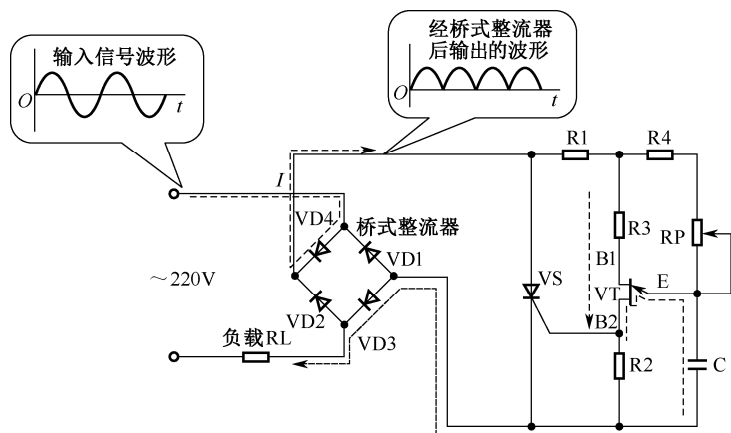 输入信号波形
O
t
经桥式整流器
后输出的波形
O
t
I
R1
R4
VD4
桥式整流器
R3
RP
VD1
B1
~220V
VS
VT
E
VD2
B2
负载RL
VD3
R2
C